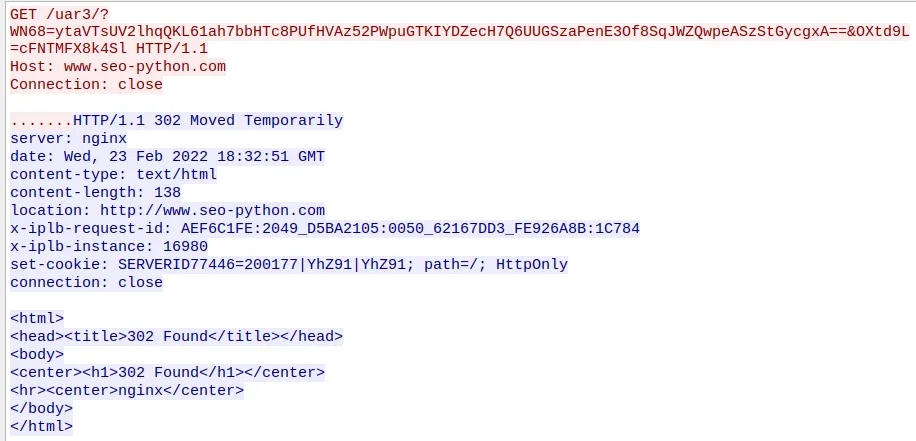 GET /uar3/?
WN68=ytaVTsUV2lhqQKL61ah7bbHTc8PUfHVAz52PWpuGTKIYDZecH7Q6UUGSzaPenE3Of8SqJWZQwpeASzStGycgxA==&OXtd9L
=cFNTMFX8k4Sl HTTP/1.1
Host: www.seo-python.com
Connection: close

.......HTTP/1.1 302 Moved Temporarily
server: nginx
date: Wed, 23 Feb 2022 18:32:51 GMT
content-type: text/html
content-length: 138
location: http://www.seo-python.com
x-iplb-request-id: AEF6C1FE:2049_D5BA2105:0050_62167DD3_FE926A8B:1C784
x-iplb-instance: 16980
set-cookie: SERVERID77446=200177|YhZ91|YhZ91; path=/; HttpOnly
connection: close

<html>
<head><title>302 Found</title></head>
<body>
<center><h1>302 Found</h1></center>
<hr><center>nginx</center>
</body>
</html>